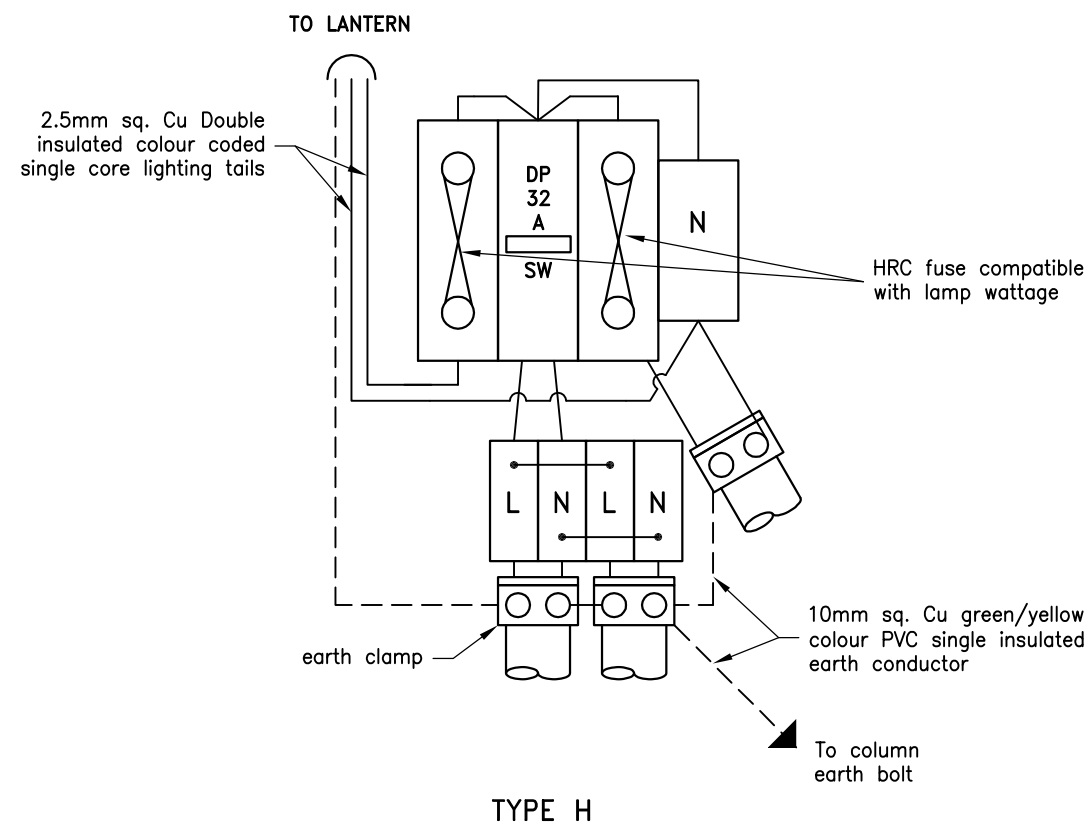 TO LANTERN
2.5mm sq. Cu Double
insulated colour coded
single core lighting tails
DP
32
A
SW
N
HRC fuse compatible
with lamp wattage
L N L N
10mm sq. Cu green/yellow
colour PVC single insulated
earth conductor
earth clamp
To column
earth bolt
TYPE H